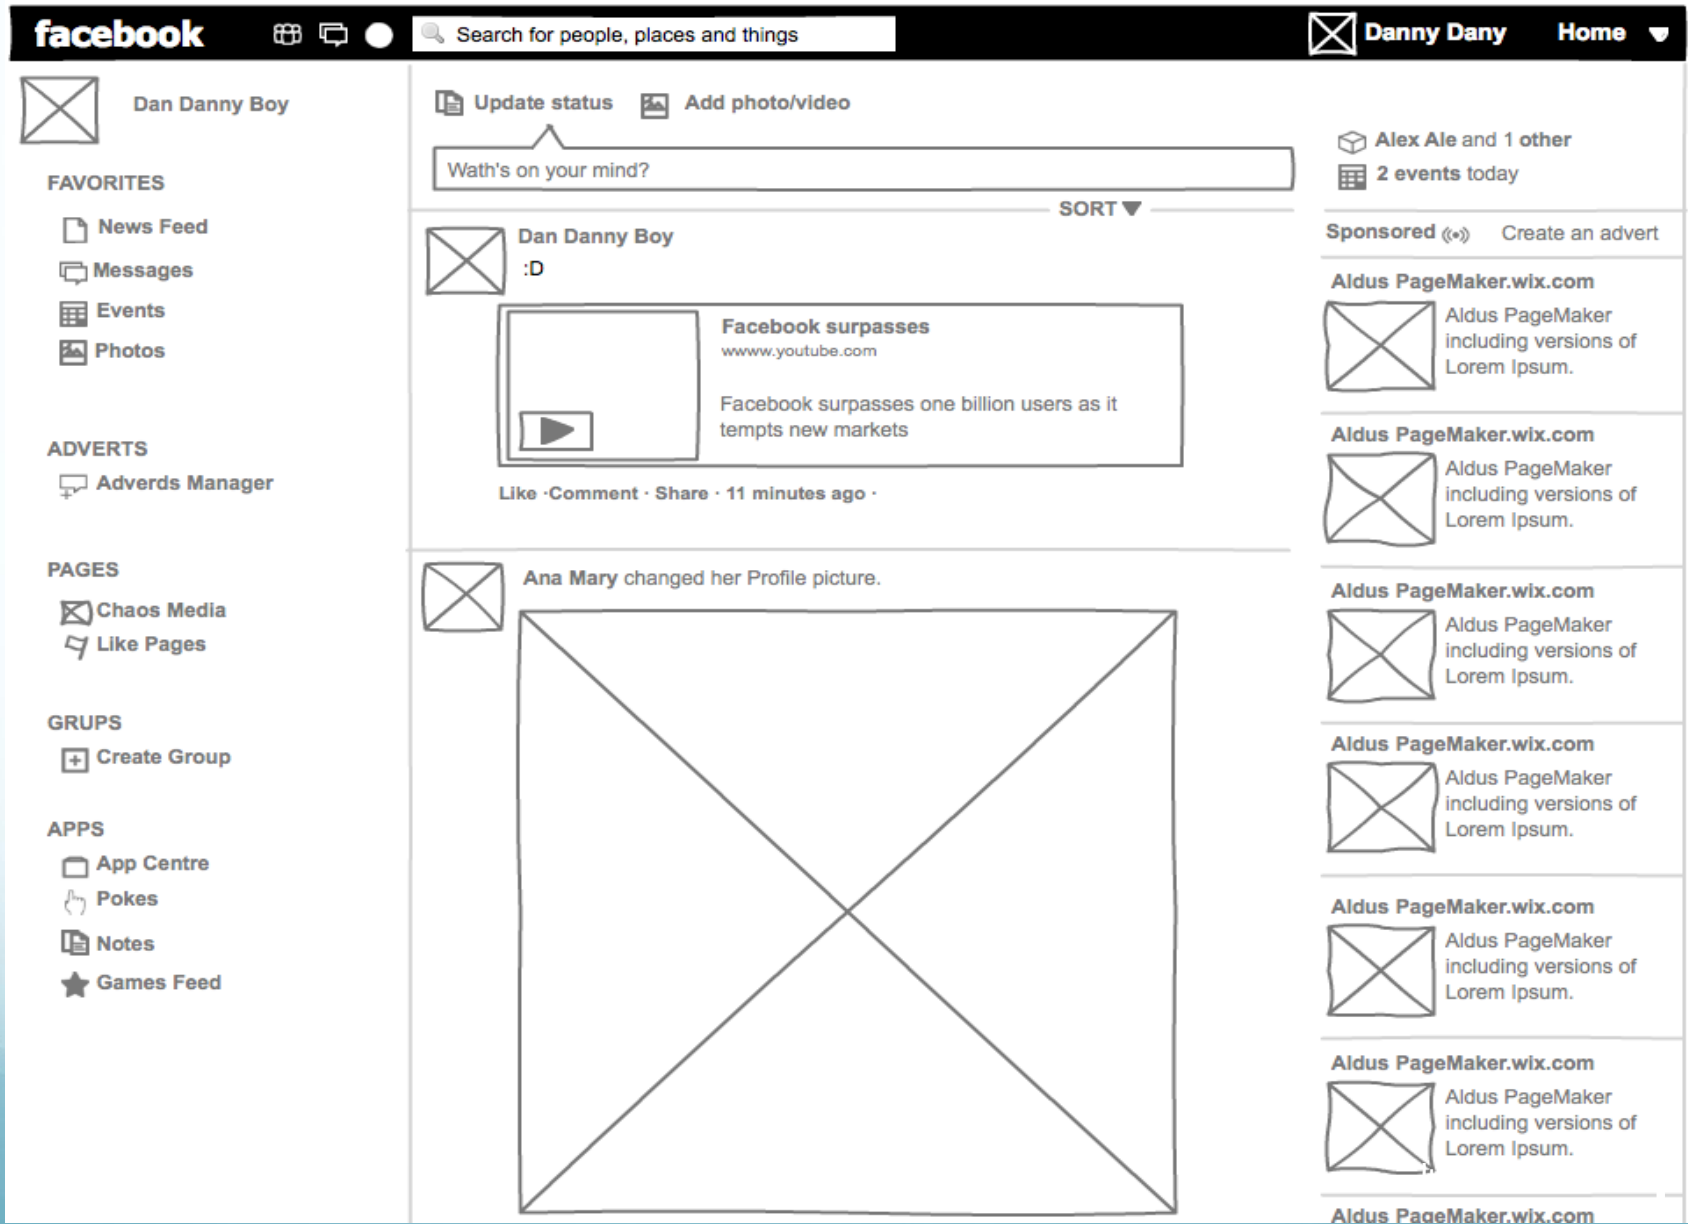 facebook
Search for people, places and things
Danny Dany
Home
Dan Danny Boy
FAVORITES
News Feed
Messages
Events
Photos
ADVERTS
Adverds Manager
PAGES
Chaos Media
Like Pages
GRUPS
Create Group
APPS
App Centre
Pokes
Notes
Games Feed
Update status
Add photo/video
Wath's on your mind?
SORT
Dan Danny Boy
:D
Facebook surpasses
wwww.youtube.com
Facebook surpasses one billion users as it
tempts new markets
Like ·Comment · Share · 11 minutes ago ·
Ana Mary changed her Profile picture.
Alex Ale and 1 other
2 events today
Sponsored
Create an advert
Aldus PageMaker.wix.com
Aldus PageMaker
including versions of
Lorem Ipsum.
Aldus PageMaker.wix.com
Aldus PageMaker
including versions of
Lorem Ipsum.
Aldus PageMaker.wix.com
Aldus PageMaker
including versions of
Lorem Ipsum.
Aldus PageMaker.wix.com
Aldus PageMaker
including versions of
Lorem Ipsum.
Aldus PageMaker.wix.com
Aldus PageMaker
including versions of
Lorem Ipsum.
Aldus PageMaker.wix.com
Aldus PageMaker
including versions of
Lorem Ipsum.
Aldus PageMaker.wix.com